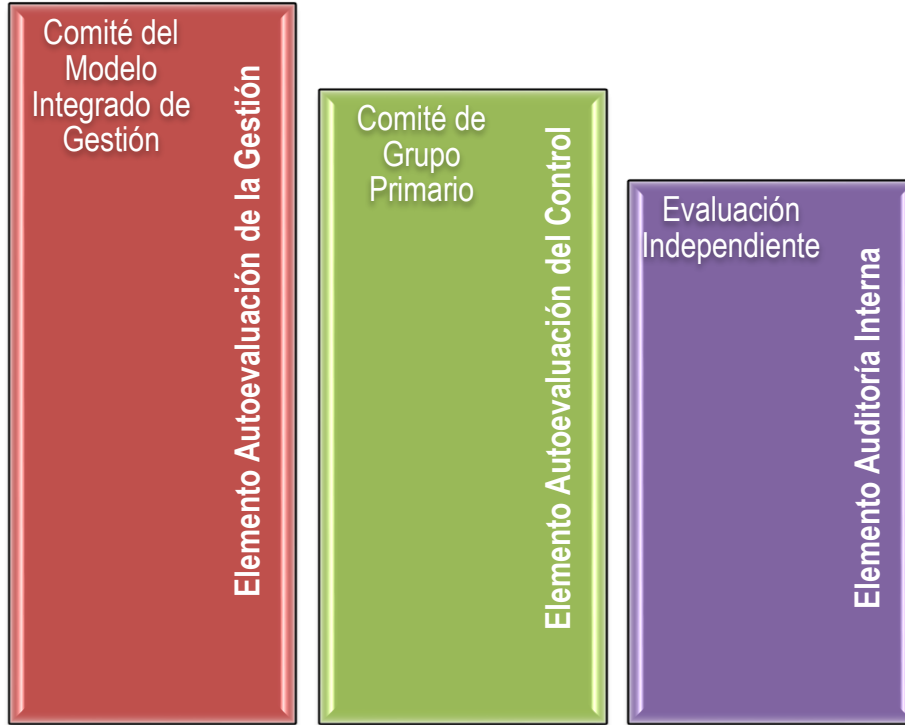 Comité del
Modelo
Integrado de
Gestión
Elemento Autoevaluación de la Gestión
Comité de
Grupo
Primario
Elemento Autoevaluación del Control
Evaluación
Independiente
Elemento Auditoría Interna